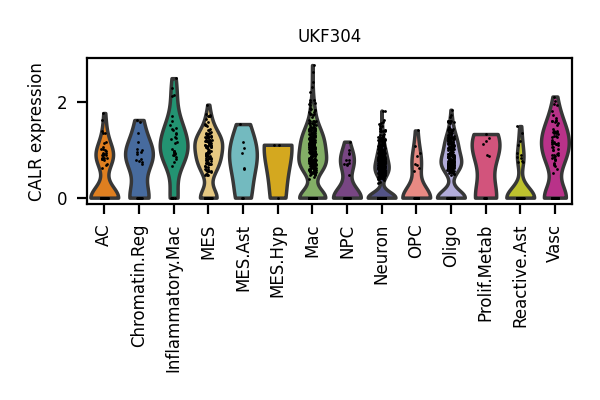 UKF304
CALR expression
2
0
AC
Chromatin.Reg
Inflammatory.Mac
MES
MES.Ast
MES.Hyp
Mac
NPC
Neuron
OPC
Oligo
Prolif.Metab
Reactive.Ast
Vasc